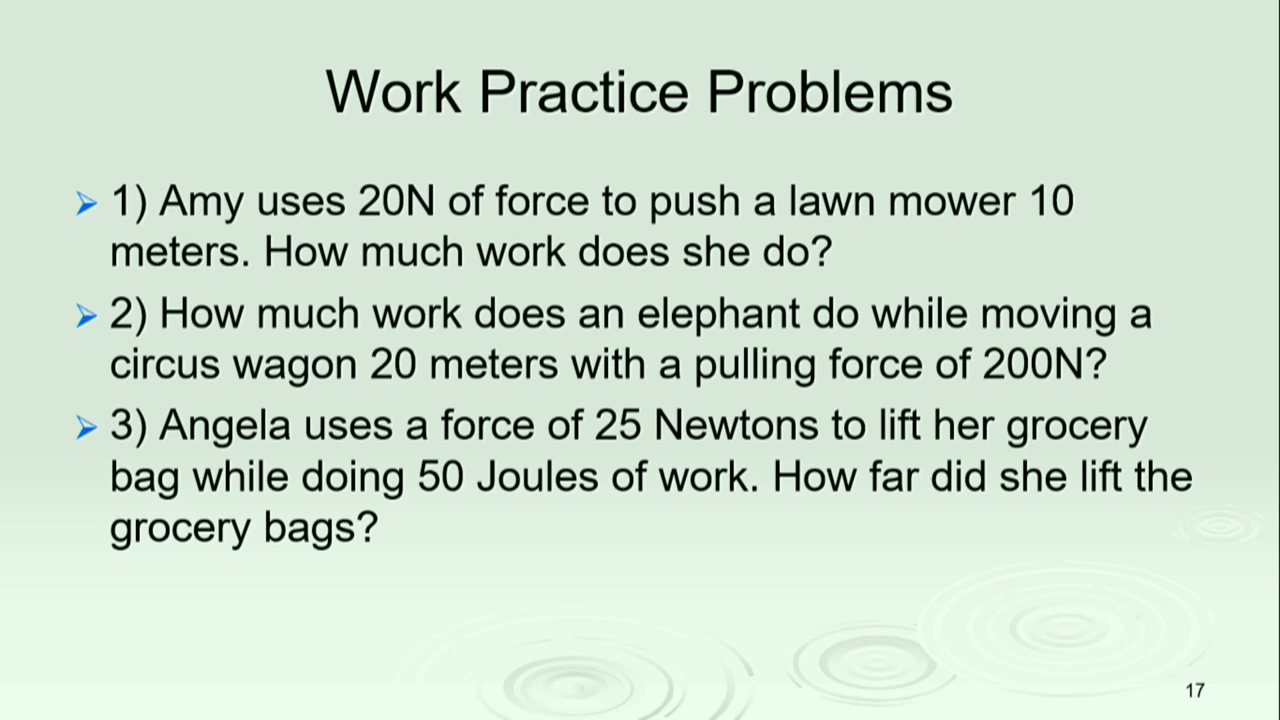 Work Practice Problems
1) Amy uses 20N of force to push a lawn mower 10
meters. How much work does she do?
2) How much work does an elephant do while moving a
circus wagon 20 meters with a pulling force of 200N?
3) Angela uses a force of 25 Newtons to lift her grocery
bag while doing 50 Joules of work. How far did she lift the
grocery bags?
17